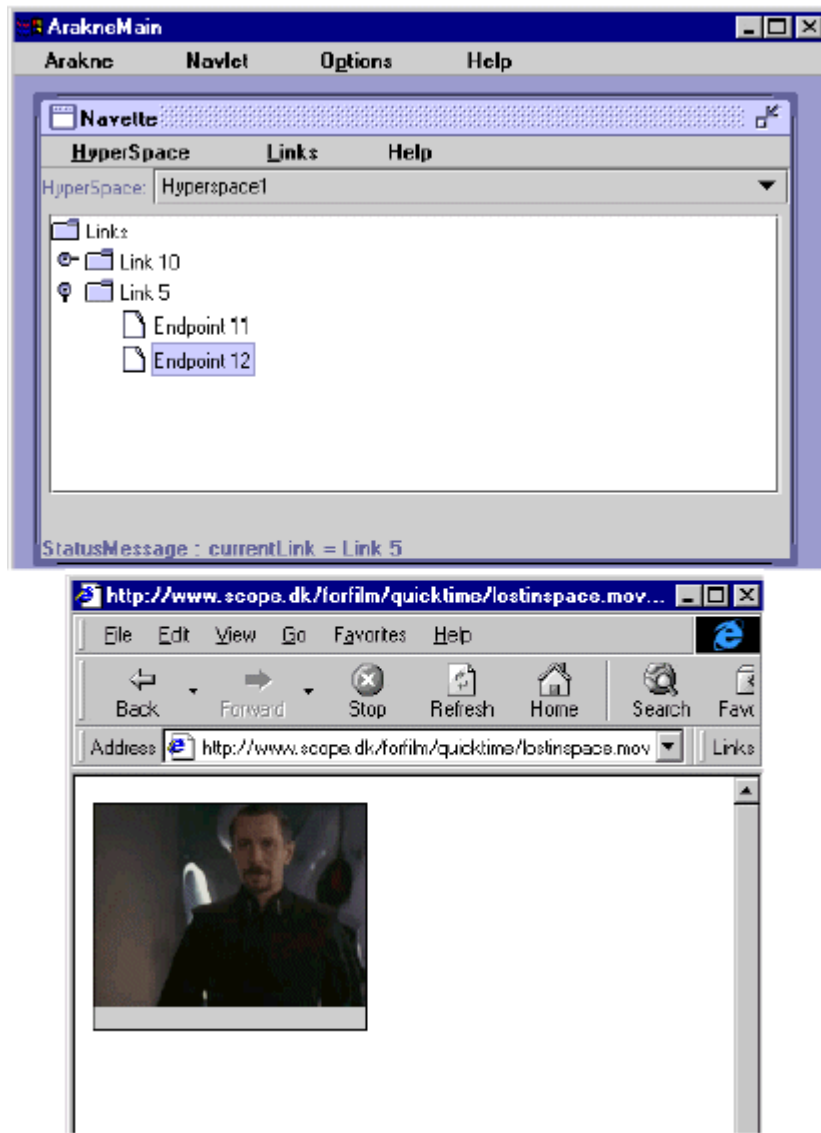 ArakneMain
Arakne Navlet Options Help
Navette
HyperSpace Links Help
HyperSpace: Hyperspace1
Links
Link 10
Link 5
Endpoint 11
Endpoint 12
StatusMessage : currentLink = Link 5
http://www.scope.dk/forfilm/quicktime/lostinspace.mov...
File Edit View Go Favorites Help
Back Forward Stop Refresh Home Search Favo
Address http://www.scope.dk/forfilm/quicktime/lostinspace.mov Links